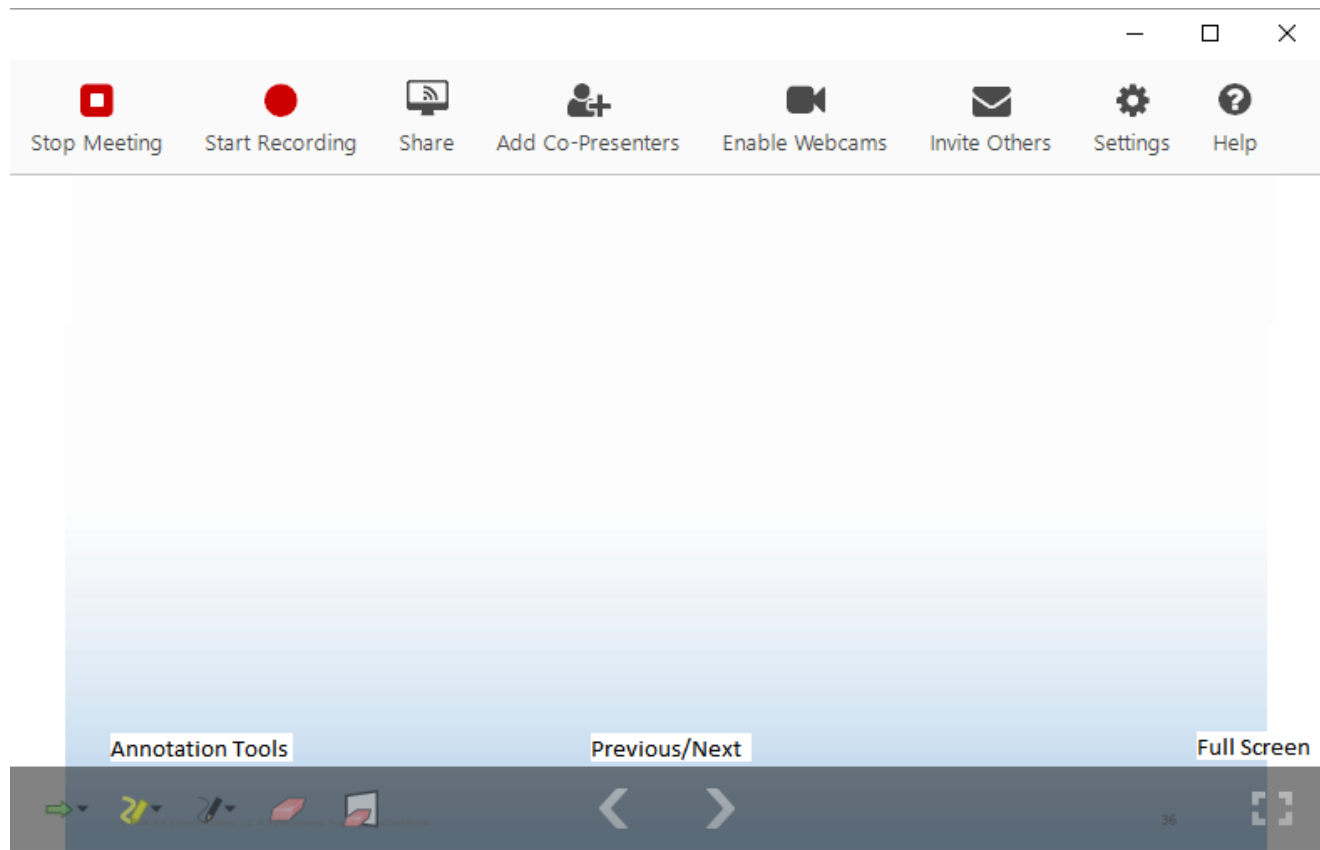 Stop Meeting Start Recording Share Add Co-Presenters Enable Webcams Invite Others Settings Help
Annotation Tools Previous/Next Full Screen
36